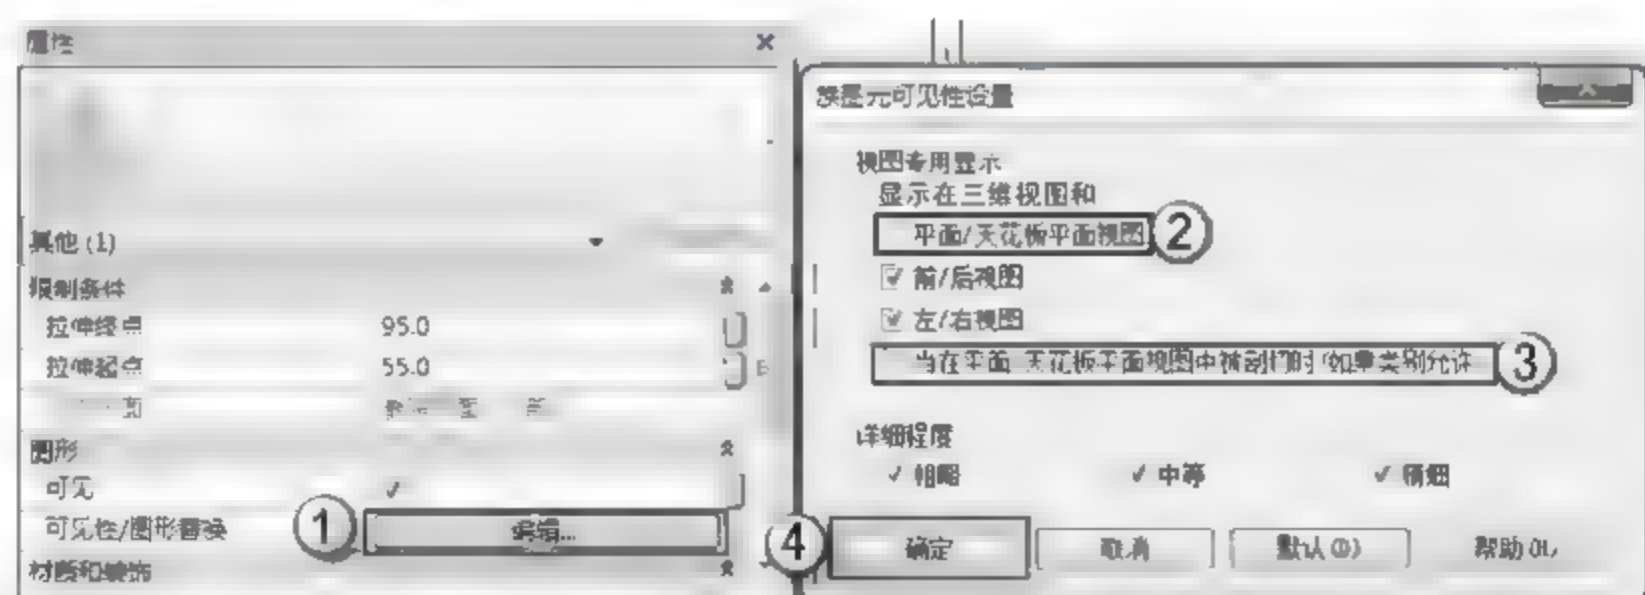 属性
其他 (1)
限制条件
拉伸终点 95.0
拉伸起点 55.0
图形
可见
可见性/图形替换 ① 编辑...
材质和装饰
族图元可见性设置
视图专用显示
显示在三维视图和
平面/天花板平面视图 ②
前/后视图
左/右视图
当在平面 天花板平面视图中被剖切时 如果类别允许 ③
详细程度
粗略 中等 精细
④ 确定 取消 默认(D) 帮助(H)